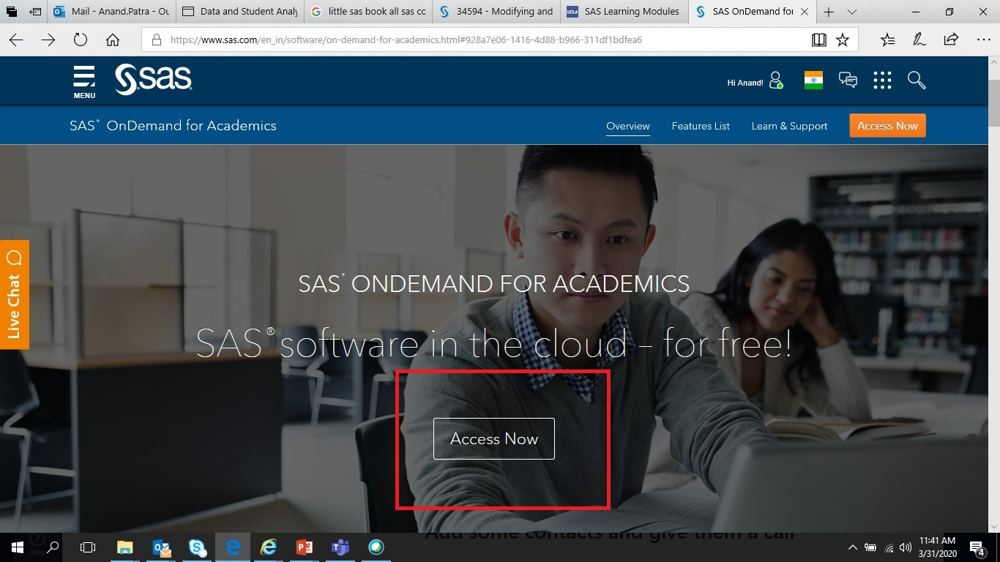 Mail - Anand.Patra - Ou
Data and Student Analy
little sas book all sas cc
34594 - Modifying and
UCLA
SAS Learning Modules
SAS OnDemand for
https://www.sas.com/en_in/software/on-demand-for-academics.html#928a7e06-1416-4d88-b966-311df1bdfea6
MENU
sas
Hi Anand!
SAS® OnDemand for Academics
Overview
Features List
Learn & Support
Access Now
Live Chat
SAS® ONDEMAND FOR ACADEMICS
SAS® software in the cloud – for free!
Access Now
Add some contacts and give them a call
Help
11:41 AM
3/31/2020
4